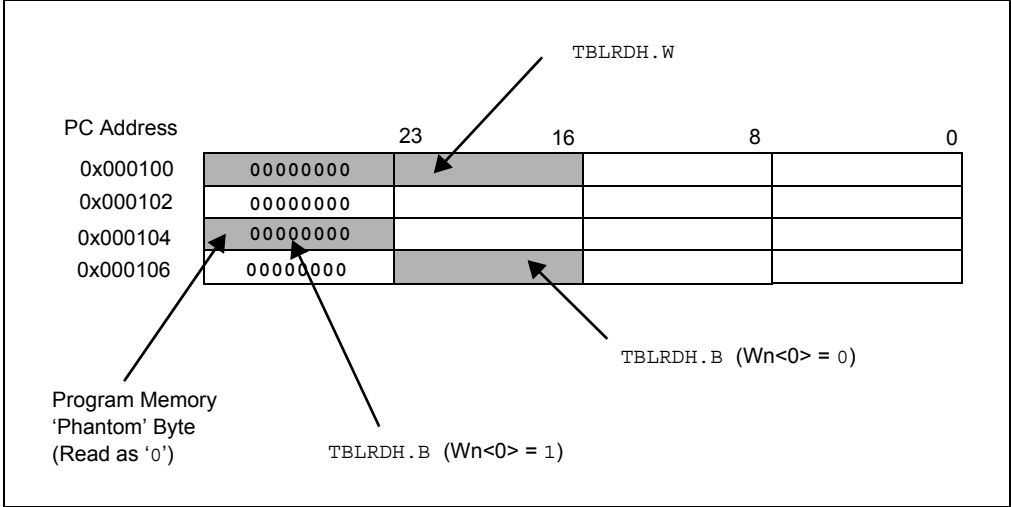 TBLRDH.W
PC Address
23 16 8 0
0x000100 00000000
0x000102 00000000
0x000104 00000000
0x000106 00000000
TBLRDH.B (Wn<0> = 0)
Program Memory
‘Phantom’ Byte
(Read as ‘0’)
TBLRDH.B (Wn<0> = 1)